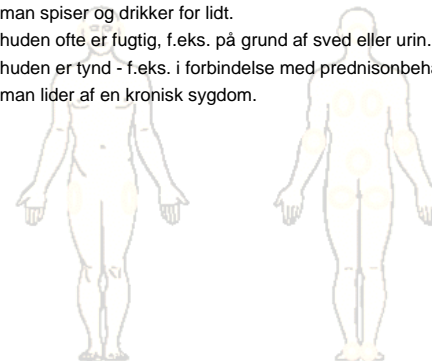 man spiser og drikker for lidt.
huden ofte er fugtig, f.eks. på grund af sved eller urin.
huden er tynd - f.eks. i forbindelse med
man lider af en kronisk sygdom.